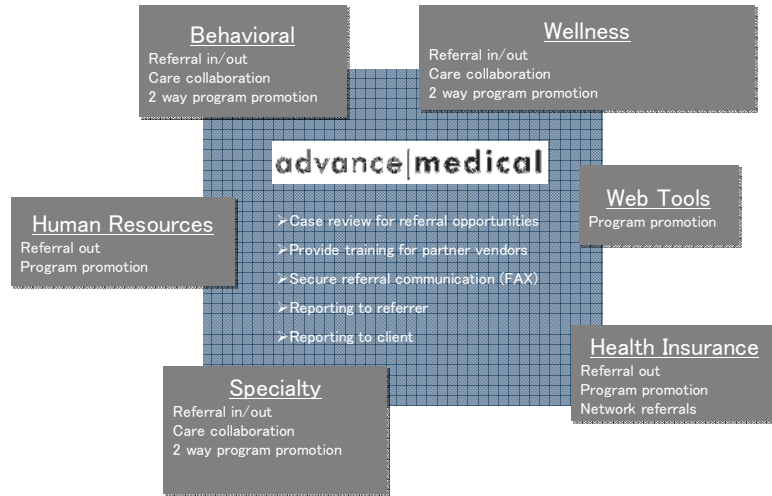 Behavioral
Referral in/out
Care collaboration
2 way program promotion
Wellness
Referral in/out
Care collaboration
2 way program promotion
advance|medical
➢Case review for referral opportunities
➢Provide training for partner vendors
➢Secure referral communication (FAX)
➢Reporting to referrer
➢Reporting to client
Human Resources
Referral out
Program promotion
Web Tools
Program promotion
Health Insurance
Referral out
Program promotion
Network referrals
Specialty
Referral in/out
Care collaboration
2 way program promotion